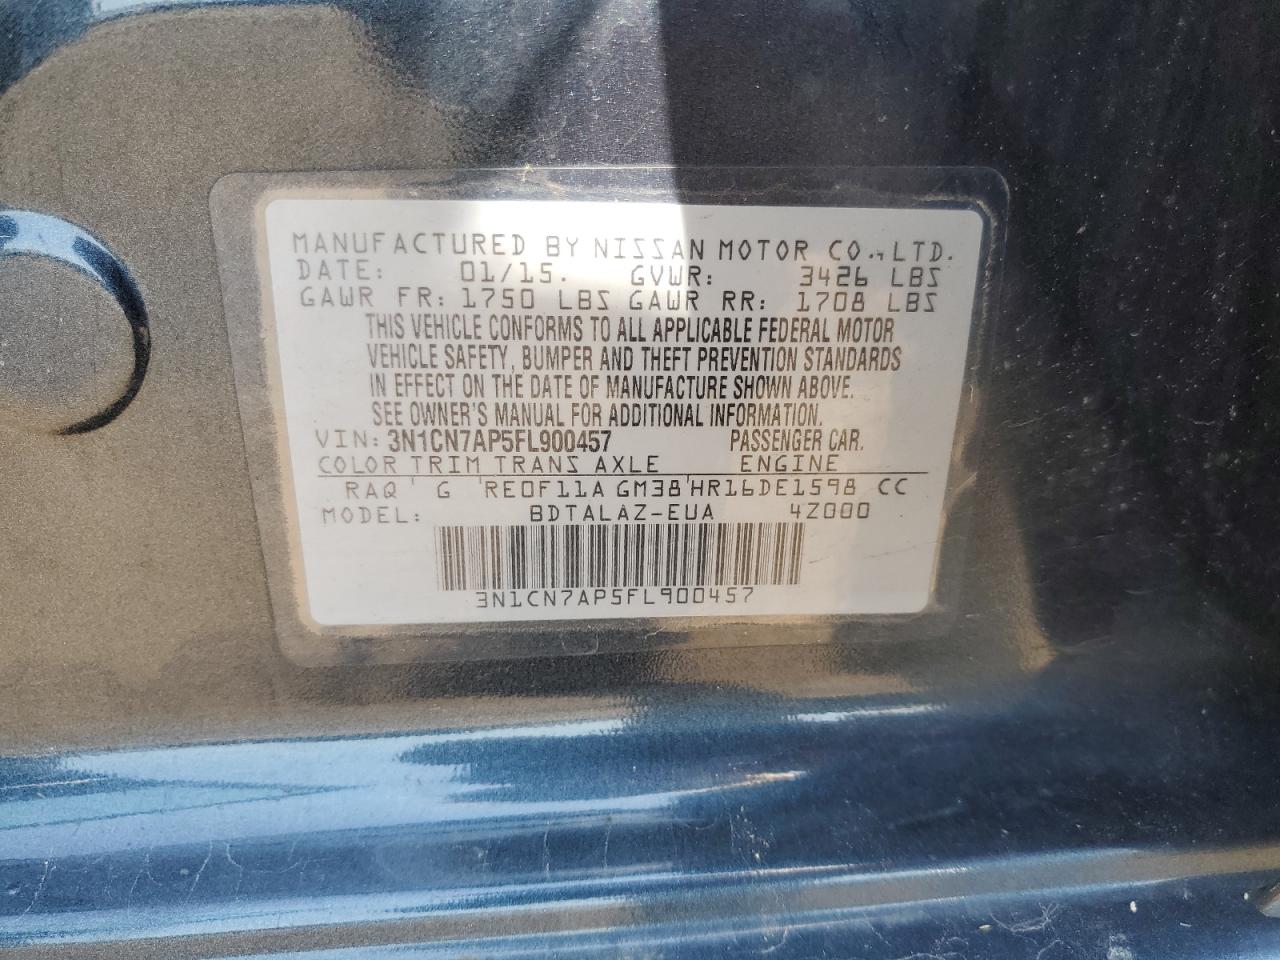 MANUFACTURED BY NISSAN MOTOR CO., LTD.
DATE: 01/15. GVWR: 3426 LBS
GAWR FR: 1750 LBS GAWR RR: 1708 LBS
THIS VEHICLE CONFORMS TO ALL APPLICABLE FEDERAL MOTOR
VEHICLE SAFETY, BUMPER AND THEFT PREVENTION STANDARDS
IN EFFECT ON THE DATE OF MANUFACTURE SHOWN ABOVE.
SEE OWNER'S MANUAL FOR ADDITIONAL INFORMATION.
VIN: 3N1CN7AP5FL900457 PASSENGER CAR.
COLOR TRIM TRANS AXLE ENGINE
RAQ ' G 'RE0F11A GM38'HR16DE1598 CC
MODEL: BDTALAZ-EUA 4Z000
3N1CN7AP5FL900457